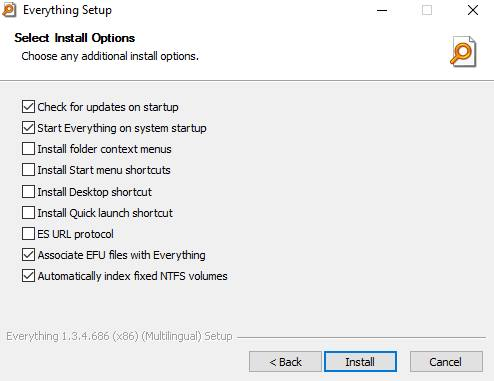 Everything Setup
Select Install Options
Choose any additional install options.
Check for updates on startup
Start Everything on system startup
Install folder context menus
Install Start menu shortcuts
Install Desktop shortcut
Install Quick launch shortcut
ES URL protocol
Associate EFU files with Everything
Automatically index fixed NTFS volumes
Everything 1.3.4.686 (x86) (Multilingual) Setup
< Back Install Cancel